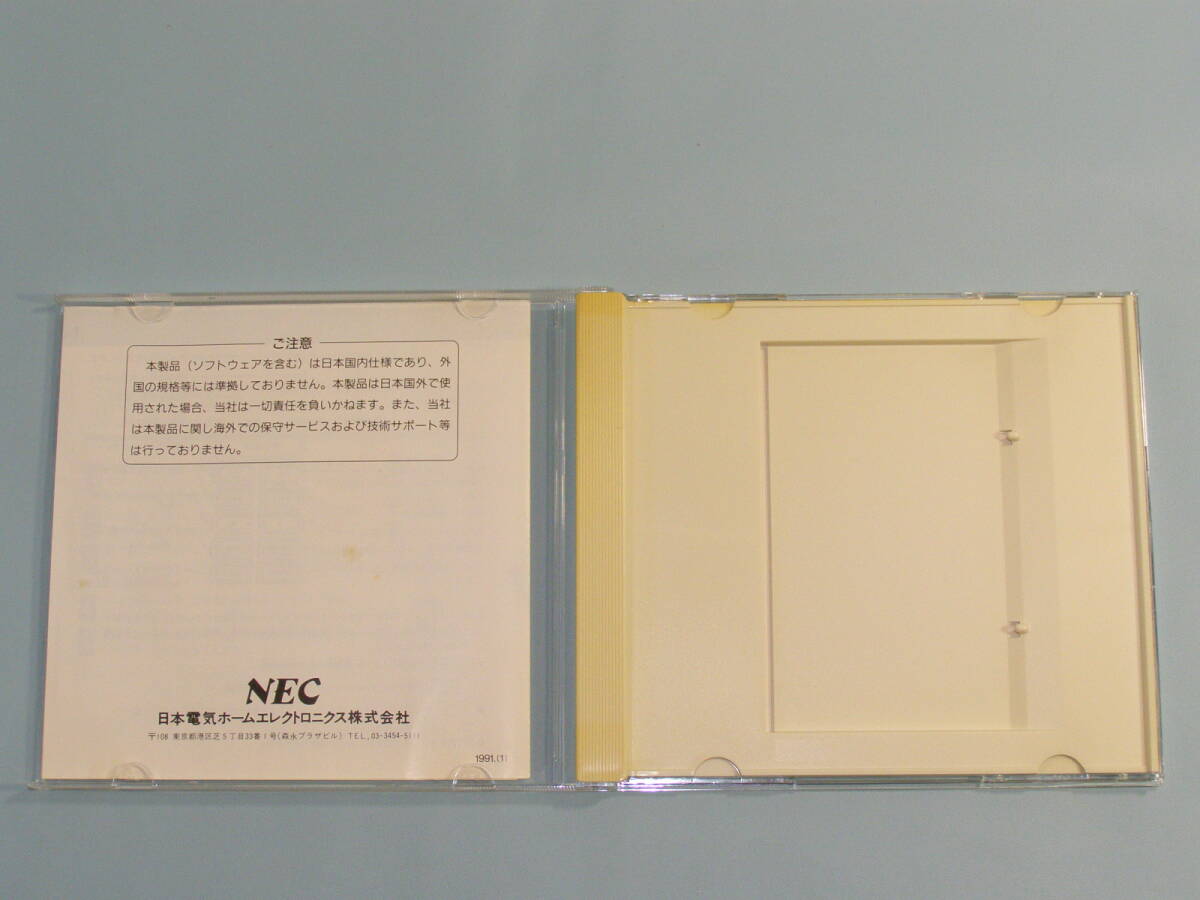 ご注意
本製品（ソフトウェアを含む）は日本国内仕様であり、外
国の規格等には準拠しておりません。本製品は日本国外で使
用された場合、当社は一切責任を負いかねます。また、当社
は本製品に関し海外での保守サービスおよび技術サポート等
は行っておりません。
NEC
日本電気ホームエレクトロニクス株式会社
〒108 東京都港区芝5丁目33番1号(森永プラザビル) TEL,03-3454-5111
1991.(1)